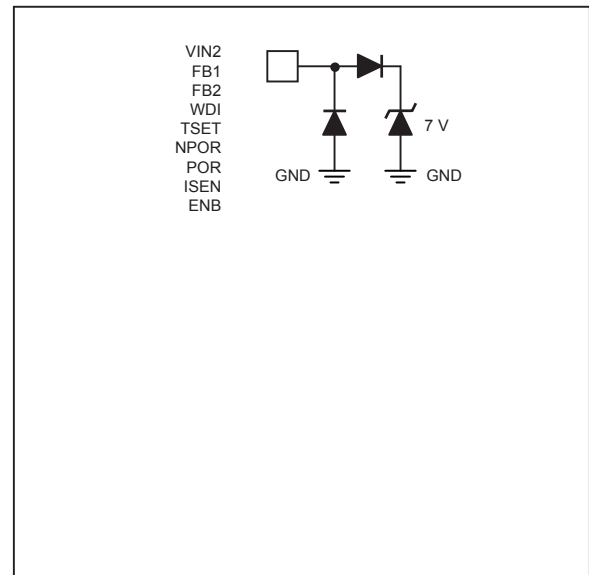 VIN2
FB1
FB2
WDI
TSET
NPOR
POR
ISEN
ENB
7 V
GND
GND